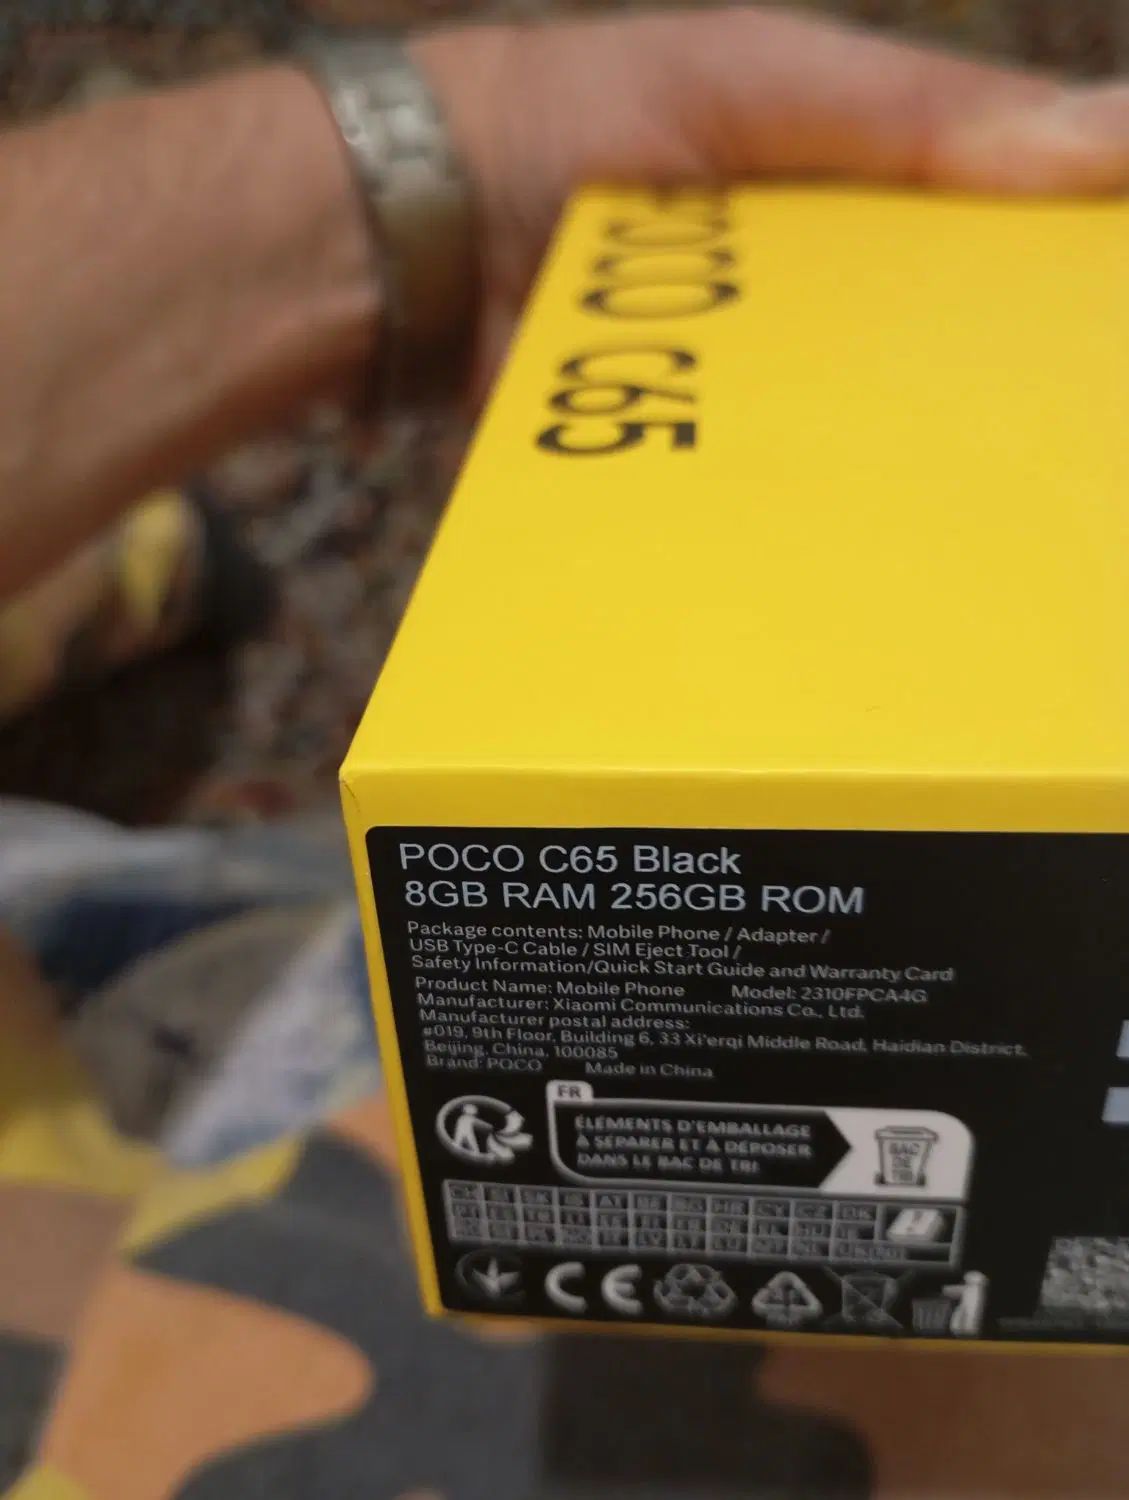 POCO C65
POCO C65 Black
8GB RAM 256GB ROM
Package contents: Mobile Phone / Adapter /
USB Type-C Cable / SIM Eject Tool /
Safety Information/Quick Start Guide and Warranty Card
Product Name: Mobile Phone Model: 2310FPCA4G
Manufacturer: Xiaomi Communications Co., Ltd.
Manufacturer postal address:
#019, 9th Floor, Building 6, 33 Xi'erqi Middle Road, Haidian District,
Beijing, China, 100085
Brand: POCO Made in China
FR
ÉLÉMENTS D'EMBALLAGE
À SÉPARER ET À DÉPOSER
DANS LE BAC DE TRI
BAC
DE
TRI
CE